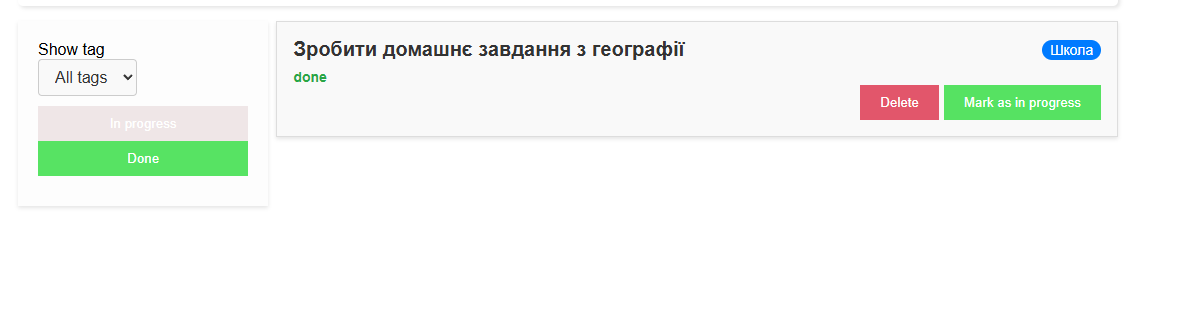 Show tag
All tags
In progress
Done
Зробити домашнє завдання з географії
Школа
done
Delete
Mark as in progress